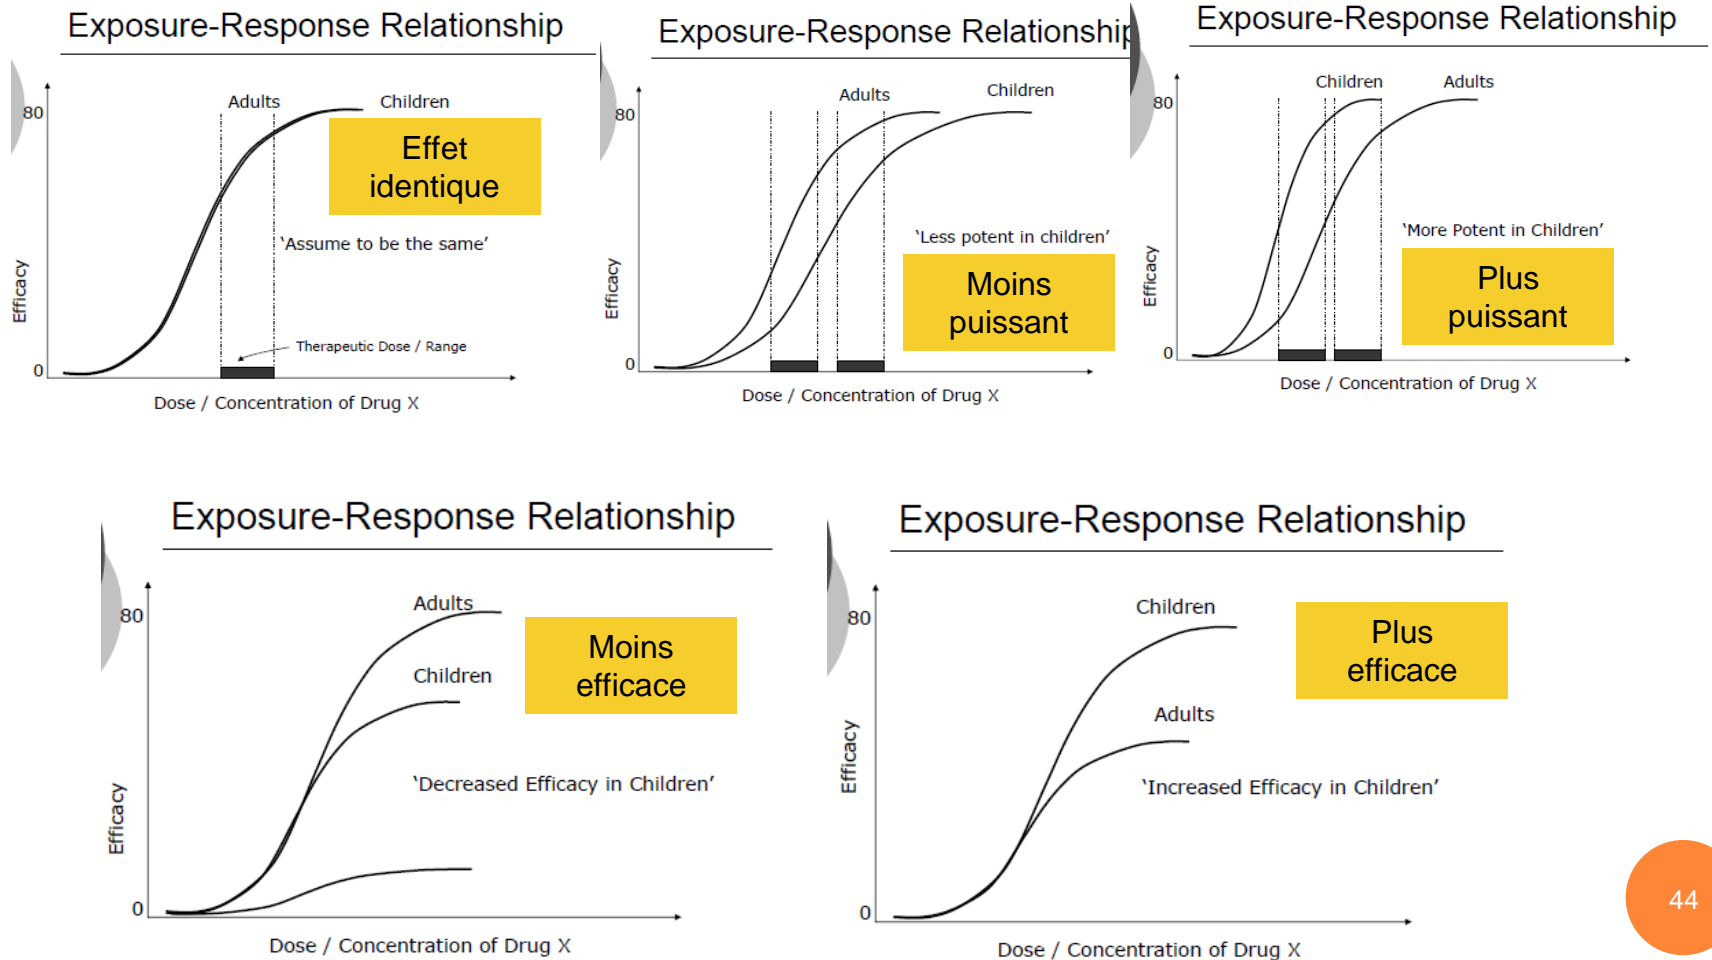 Exposure-Response Relationship
80
Adults
Children
Effet
identique
‘Assume to be the same’
Efficacy
Therapeutic Dose / Range
0
Dose / Concentration of Drug X
Exposure-Response Relationship
80
Adults
Children
‘Less potent in children’
Moins
puissant
Efficacy
0
Dose / Concentration of Drug X
Exposure-Response Relationship
80
Children
Adults
‘More Potent in Children’
Plus
puissant
Efficacy
0
Dose / Concentration of Drug X
Exposure-Response Relationship
80
Adults
Children
Moins
efficace
‘Decreased Efficacy in Children’
Efficacy
0
Dose / Concentration of Drug X
Exposure-Response Relationship
80
Children
Adults
Plus
efficace
‘Increased Efficacy in Children’
Efficacy
0
Dose / Concentration of Drug X
44